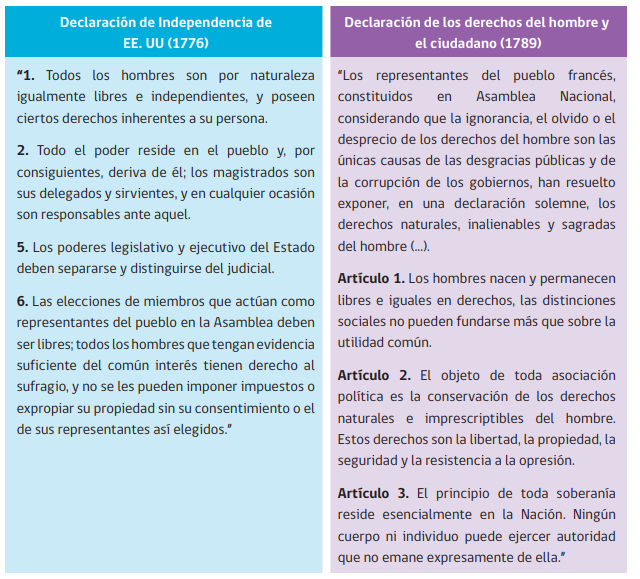 Declaración de Independencia de
EE. UU (1776)
“1. Todos los hombres son por naturaleza
igualmente libres e independientes, y poseen
ciertos derechos inherentes a su persona.
2. Todo el poder reside en el pueblo y, por
consiguientes, deriva de él; los magistrados son
sus delegados y sirvientes, y en cualquier ocasión
son responsables ante aquel.
5. Los poderes legislativo y ejecutivo del Estado
deben separarse y distinguirse del judicial.
6. Las elecciones de miembros que actúan como
representantes del pueblo en la Asamblea deben
ser libres; todos los hombres que tengan evidencia
suficiente del común interés tienen derecho al
sufragio, y no se les pueden imponer impuestos o
expropiar su propiedad sin su consentimiento o el
de sus representantes así elegidos.”
Declaración de los derechos del hombre y
el ciudadano (1789)
“Los representantes del pueblo francés,
constituidos en Asamblea Nacional,
considerando que la ignorancia, el olvido o el
desprecio de los derechos del hombre son las
únicas causas de las desgracias públicas y de
la corrupción de los gobiernos, han resuelto
exponer, en una declaración solemne, los
derechos naturales, inalienables y sagradas
del hombre (...).
Artículo 1. Los hombres nacen y permanecen
libres e iguales en derechos, las distinciones
sociales no pueden fundarse más que sobre la
utilidad común.
Artículo 2. El objeto de toda asociación
política es la conservación de los derechos
naturales e imprescriptibles del hombre.
Estos derechos son la libertad, la propiedad, la
seguridad y la resistencia a la opresión.
Artículo 3. El principio de toda soberanía
reside esencialmente en la Nación. Ningún
cuerpo ni individuo puede ejercer autoridad
que no emane expresamente de ella.”